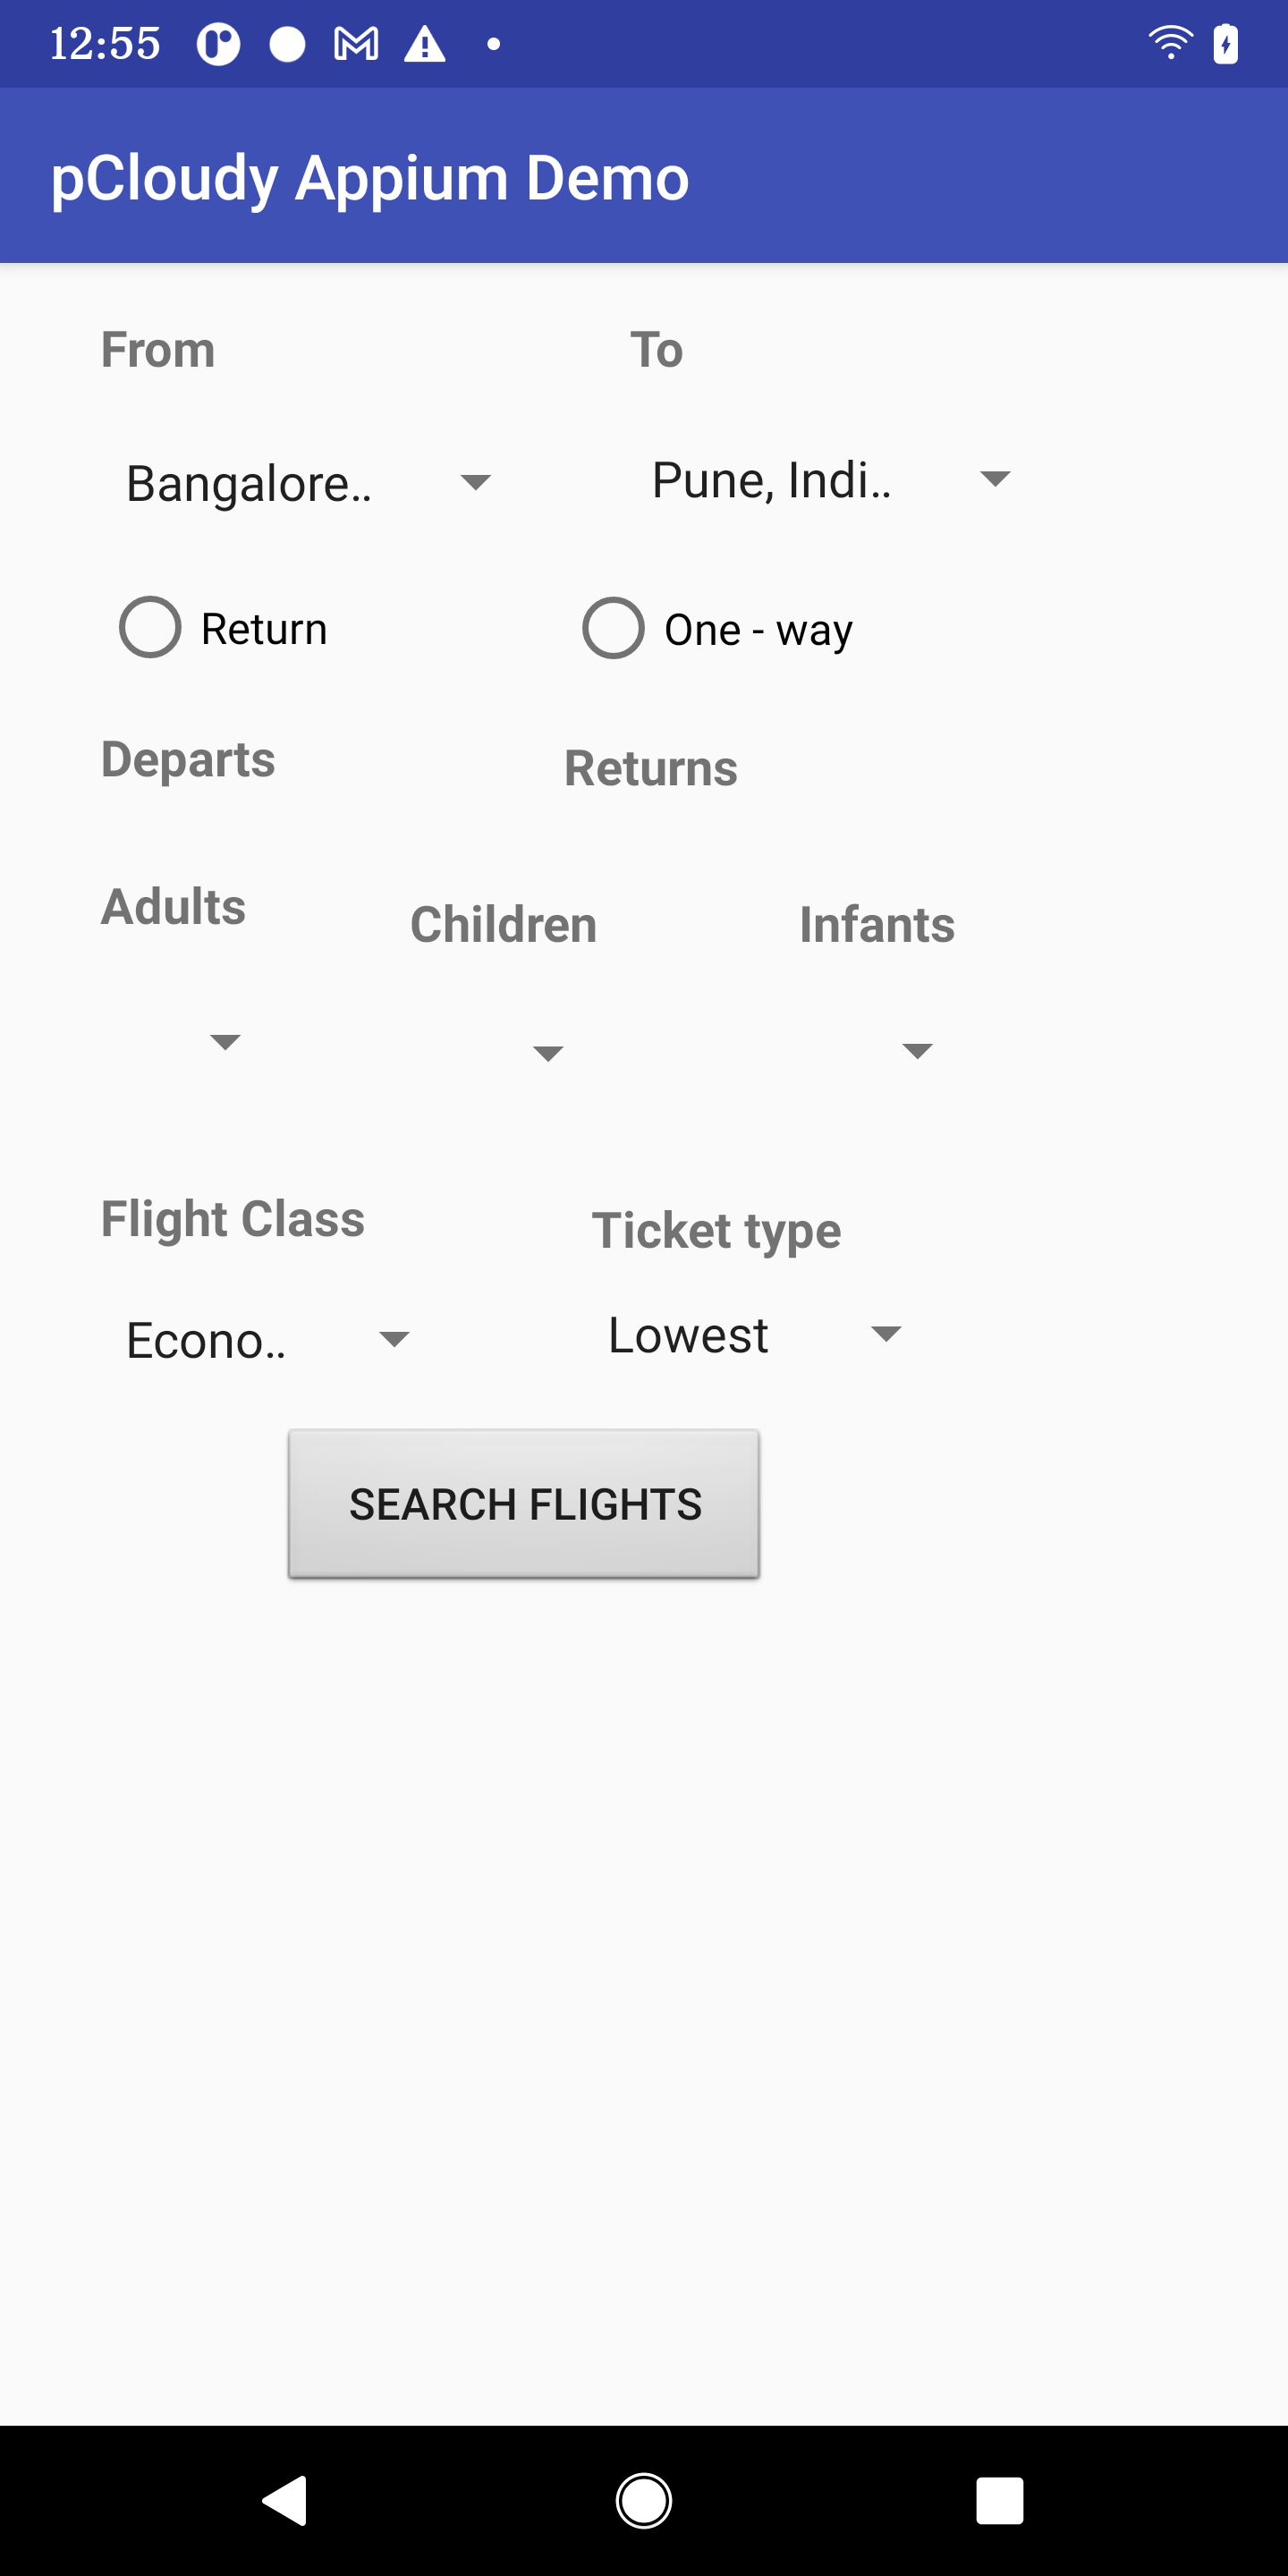 12:55
pCloudy Appium Demo
From To
Bangalore.. Pune, Indi..
Return One - way
Departs Returns
Adults Children Infants
Flight Class Ticket type
Econo.. Lowest
SEARCH FLIGHTS